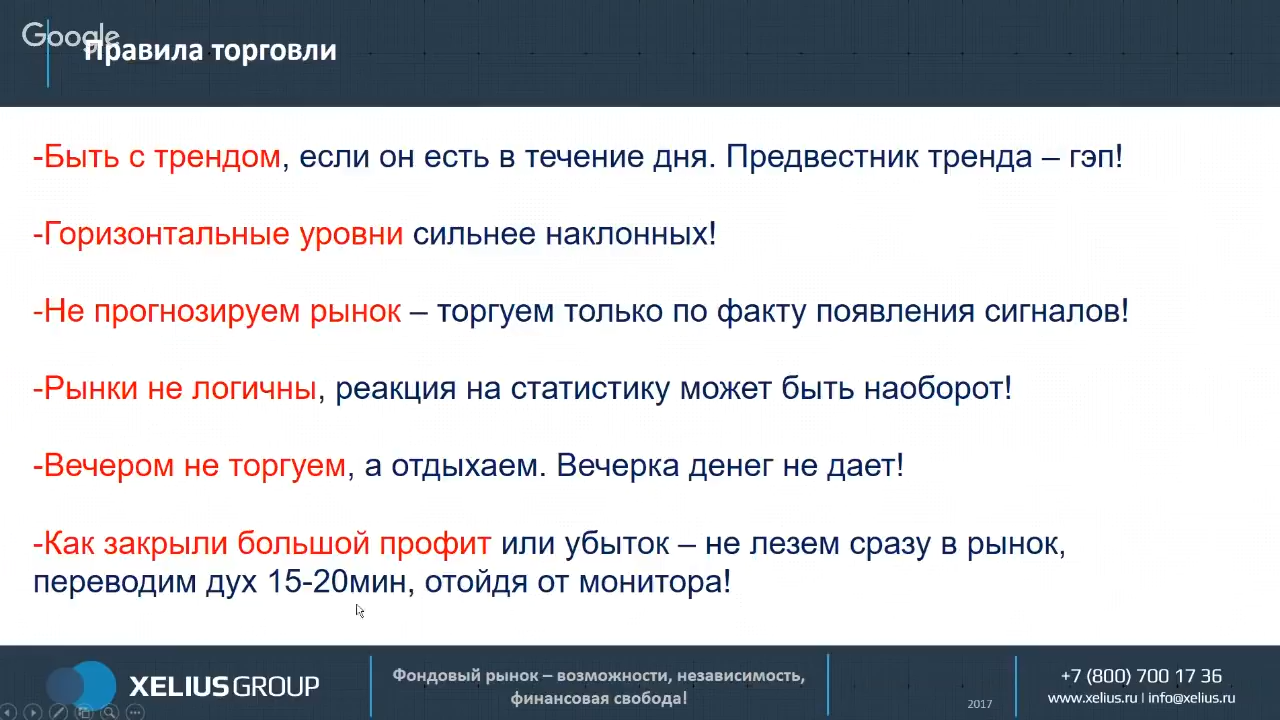 Google
Правила торговли
-Быть с трендом, если он есть в течение дня. Предвестник тренда – гэп!
-Горизонтальные уровни сильнее наклонных!
-Не прогнозируем рынок – торгуем только по факту появления сигналов!
-Рынки не логичны, реакция на статистику может быть наоборот!
-Вечером не торгуем, а отдыхаем. Вечерка денег не дает!
-Как закрыли большой профит или убыток – не лезем сразу в рынок,
переводим дух 15-20мин, отойдя от монитора!
XELIUS GROUP
Фондовый рынок – возможности, независимость,
финансовая свобода!
2017
+7 (800) 700 17 36
www.xelius.ru | info@xelius.ru